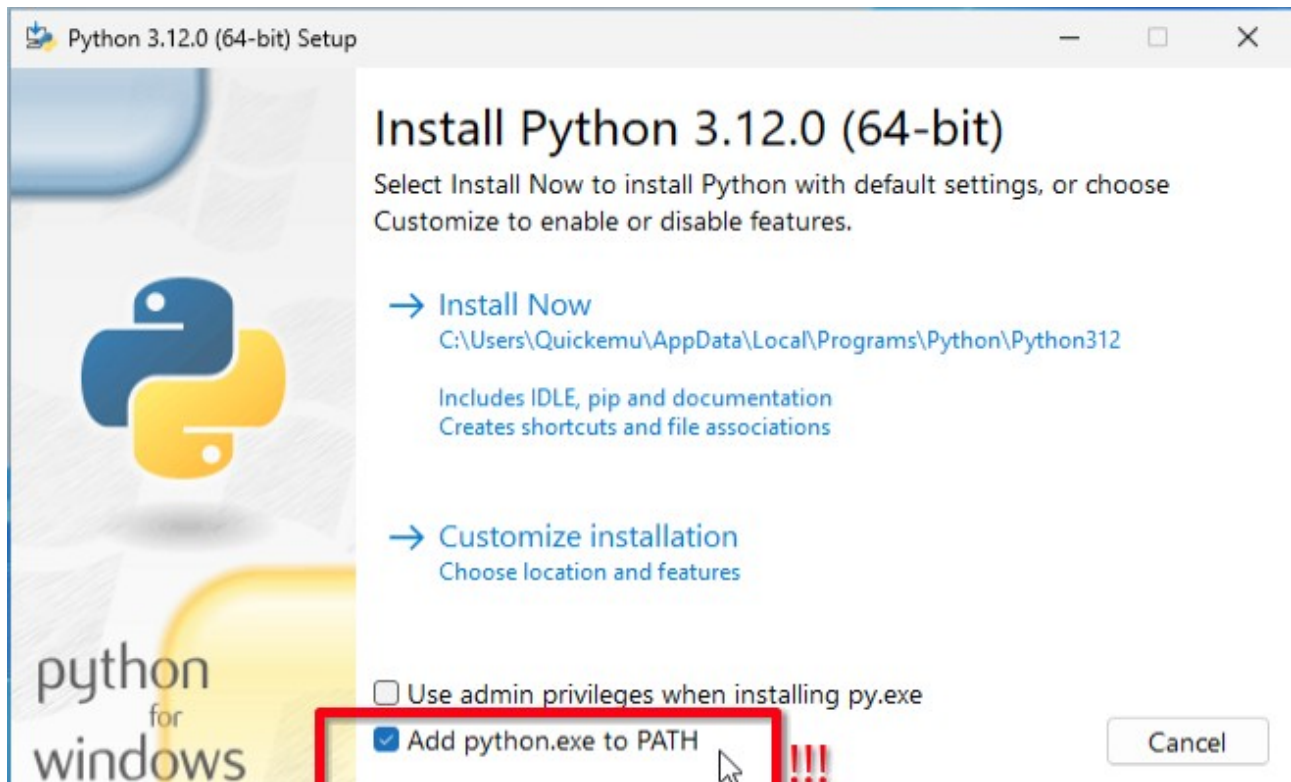 Python 3.12.0 (64-bit) Setup
Install Python 3.12.0 (64-bit)
Select Install Now to install Python with default settings, or choose
Customize to enable or disable features.
Install Now
C:\Users\Quickemu\AppData\Local\Programs\Python\Python312
Includes IDLE, pip and documentation
Creates shortcuts and file associations
Customize installation
Choose location and features
python
for
windows
Use admin privileges when installing py.exe
Add python.exe to PATH
!!!
Cancel